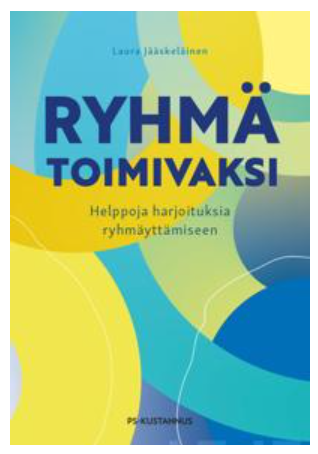 Laura Jääskeläinen
RYHMÄ
TOIMIVAKSI
Helppoja harjoituksia
ryhmäyttämiseen
PS-KUSTANNUS